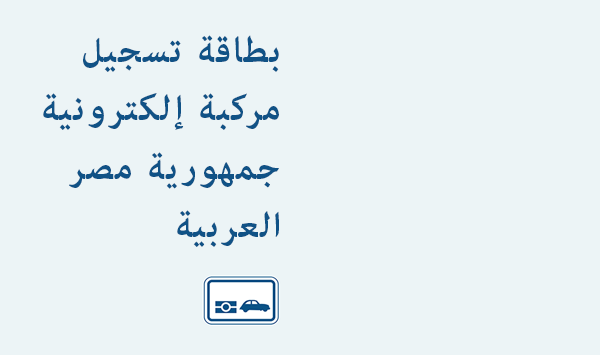 بطاقة تسجيل
مركبة إلكترونية
جمهورية مصر
العربية